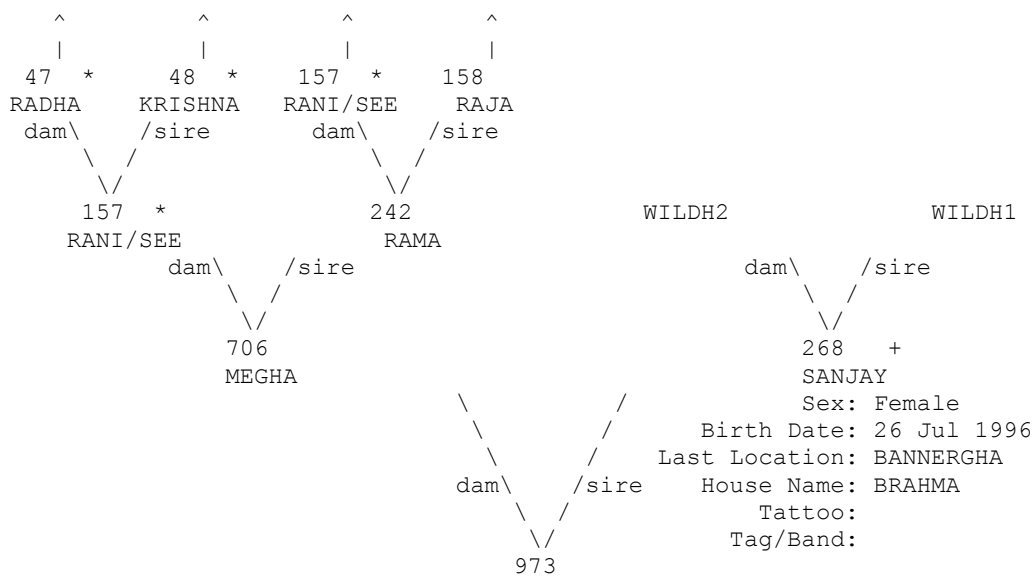 ^ ^ ^ ^
| | | |
47 * 48 * 157 * 158
RADHA KRISHNA RANI/SEE RAJA
dam\ /sire dam\ /sire
\ / \ /
\/ \/
157 * 242 WILDH2 WILDH1
RANI/SEE RAMA
dam\ /sire dam\ /sire
\ / \ /
\/ \/
706 268 +
MEGHA SANJAY
\ / Sex: Female
\ / Birth Date: 26 Jul 1996
\ / Last Location: BANNERGHA
dam\ /sire House Name: BRAHMA
\ / Tattoo:
\/ Tag/Band:
973